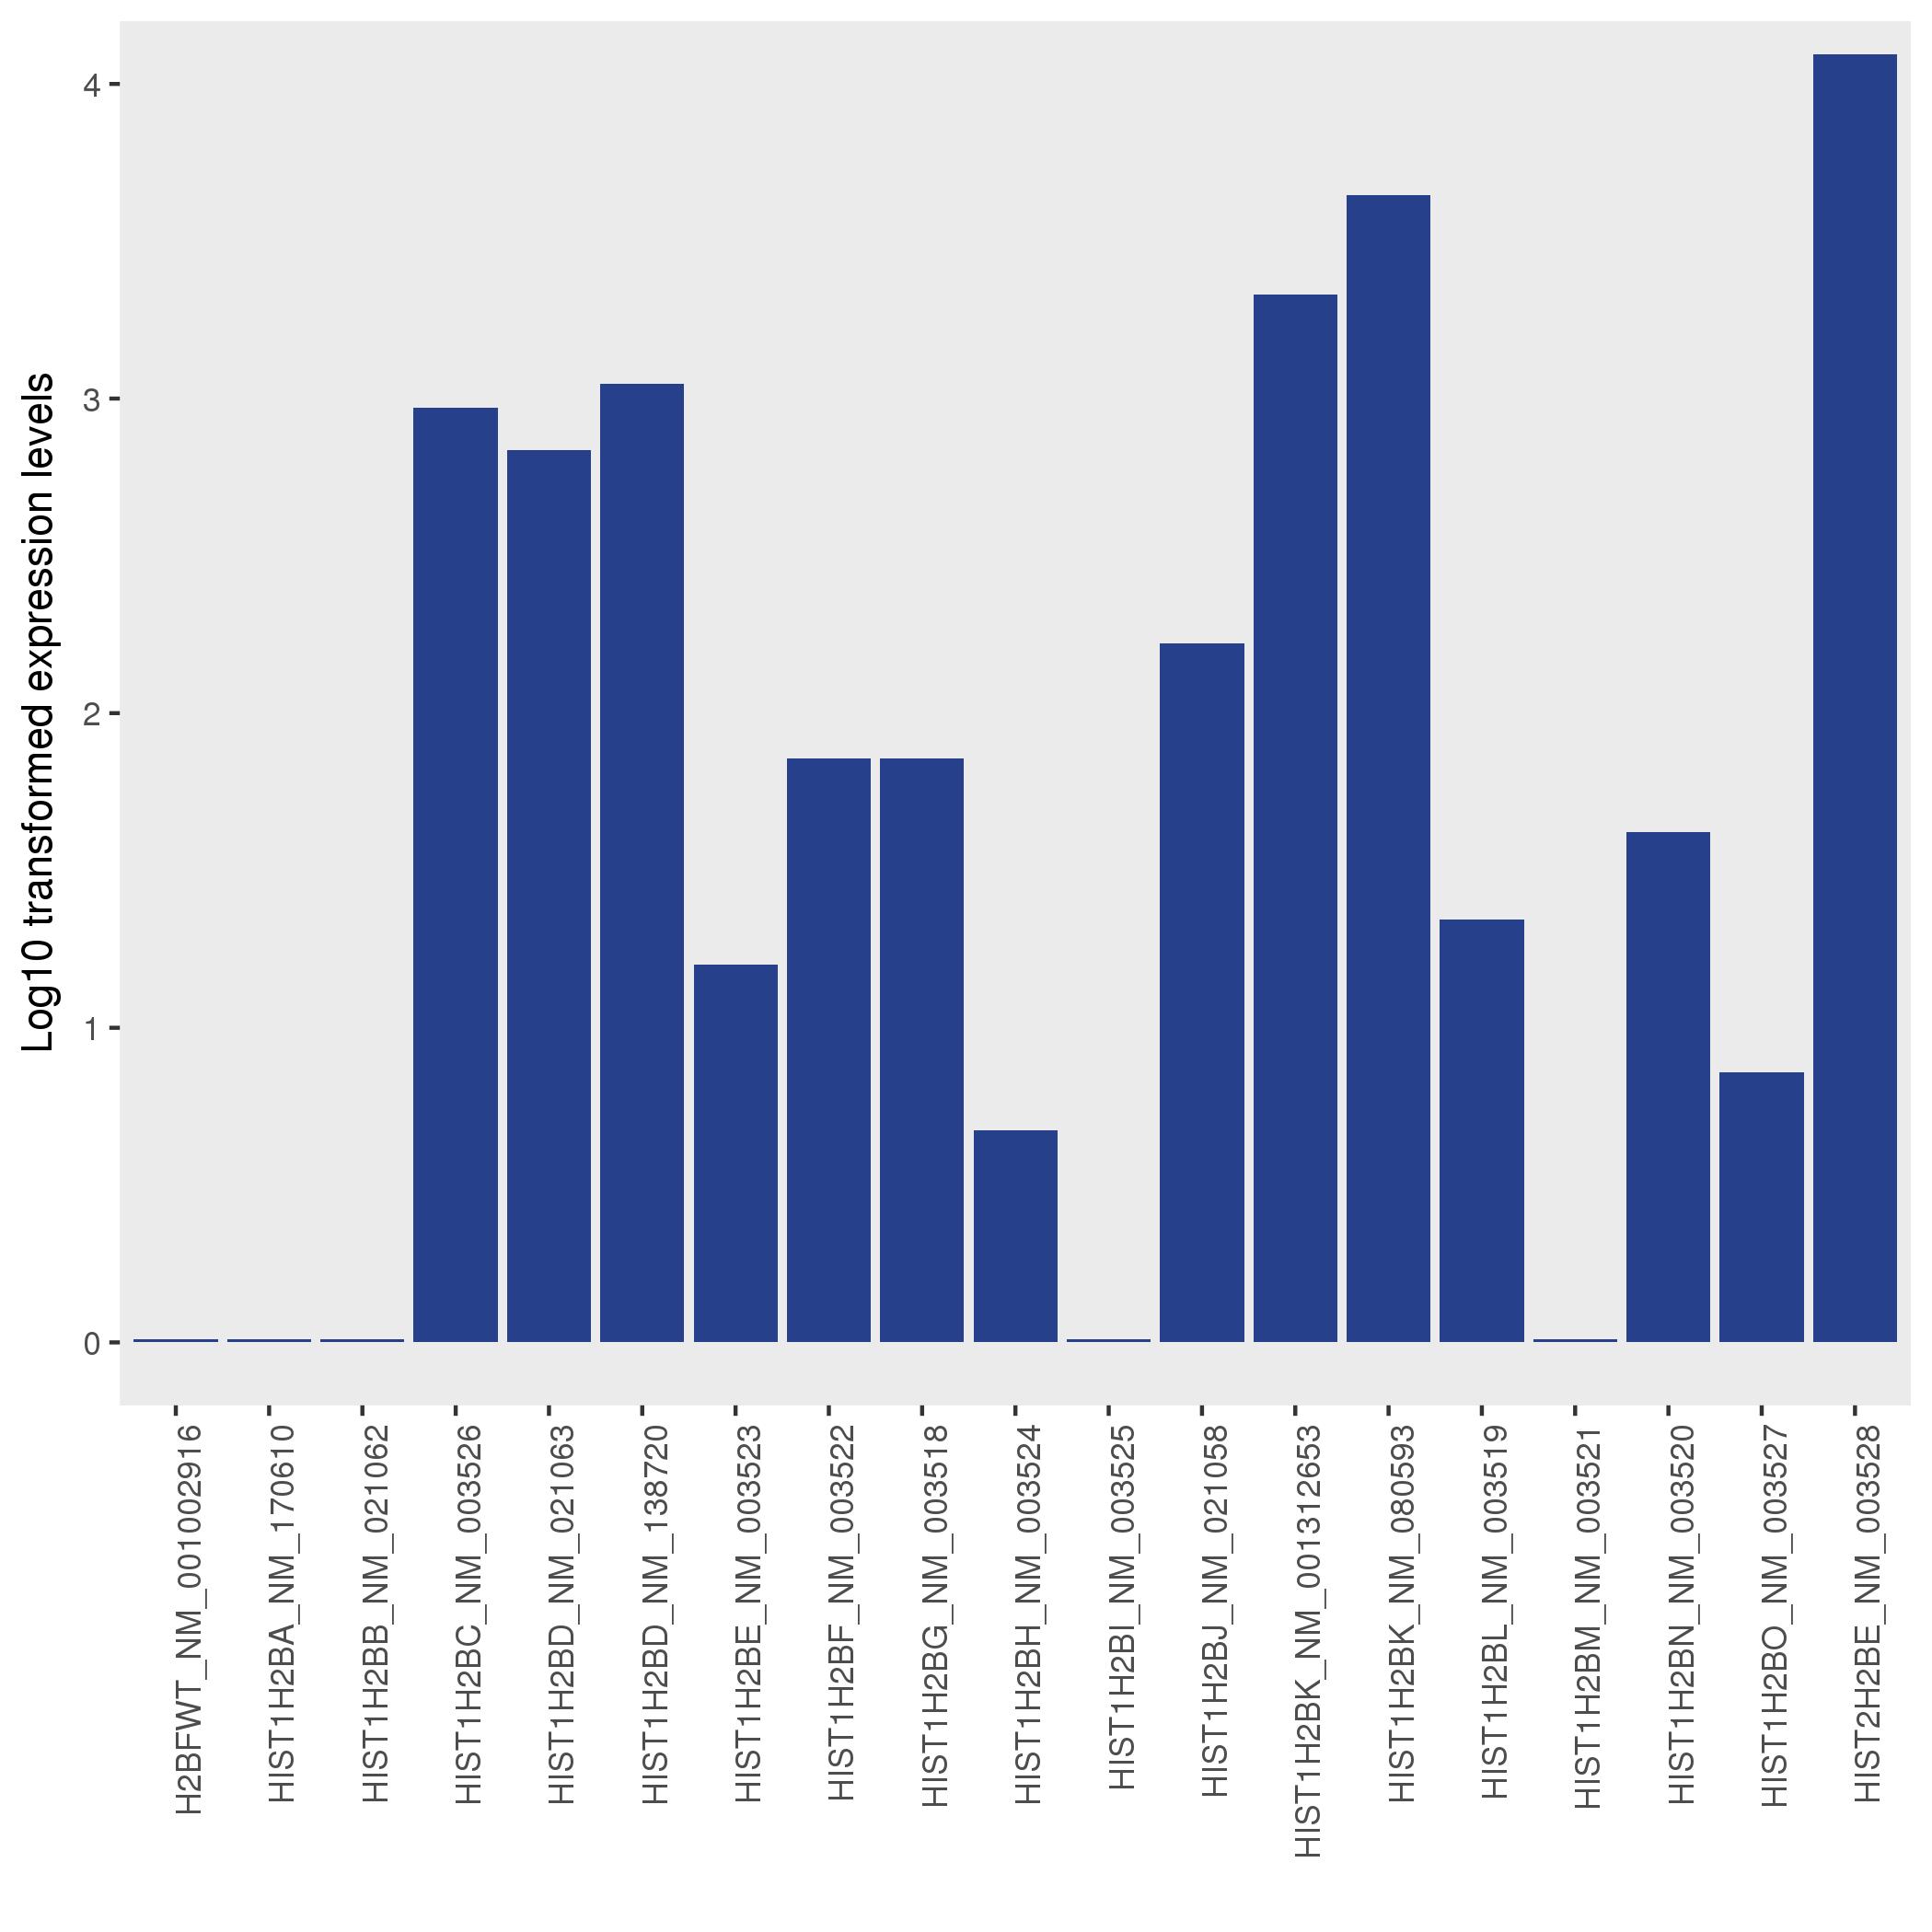 Log10 transformed expression levels
4
3
2
1
0
H2BFWT_NM_001002916
HIST1H2BA_NM_170610
HIST1H2BB_NM_021062
HIST1H2BC_NM_003526
HIST1H2BD_NM_021063
HIST1H2BD_NM_138720
HIST1H2BE_NM_003523
HIST1H2BF_NM_003522
HIST1H2BG_NM_003518
HIST1H2BH_NM_003524
HIST1H2BI_NM_003525
HIST1H2BJ_NM_021058
HIST1H2BK_NM_001312653
HIST1H2BK_NM_080593
HIST1H2BL_NM_003519
HIST1H2BM_NM_003521
HIST1H2BN_NM_003520
HIST1H2BO_NM_003527
HIST2H2BE_NM_003528